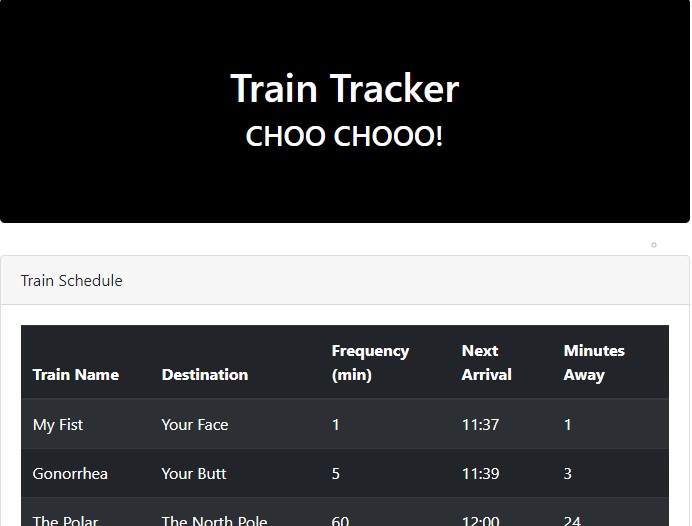 Train Tracker
CHOO CHOOO!
Train Schedule
Train Name Destination Frequency (min) Next Arrival Minutes Away
My Fist Your Face 1 11:37 1
Gonorrhea Your Butt 5 11:39 3
The Polar The North Pole 60 12:00 24